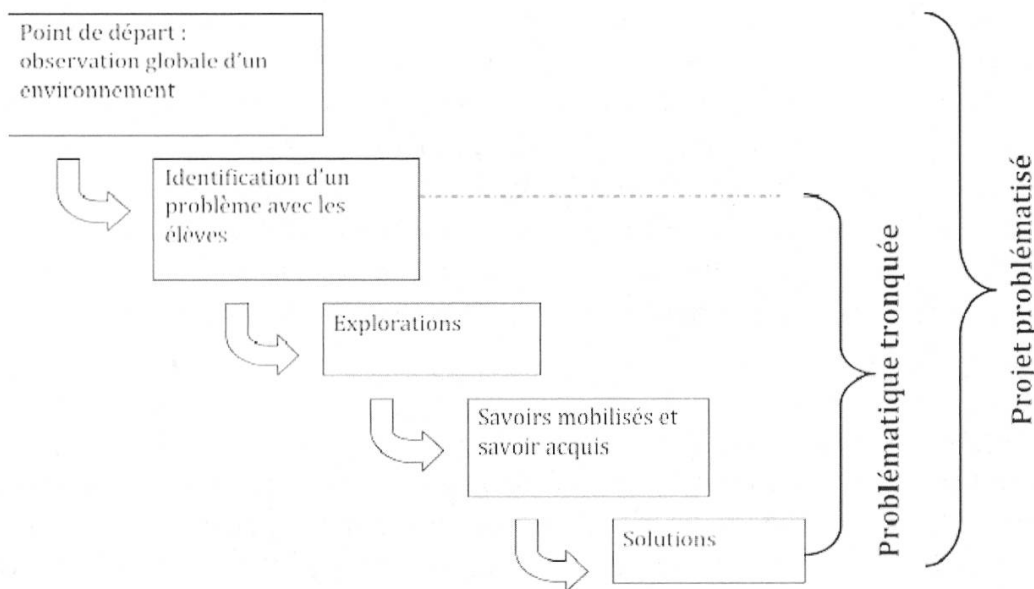 Point de départ :
observation globale d'un
environnement
Identification d'un
problème avec les
élèves
Explorations
Savoirs mobilisés et
savoir acquis
Solutions
Problématique tronquée
Projet problématisé